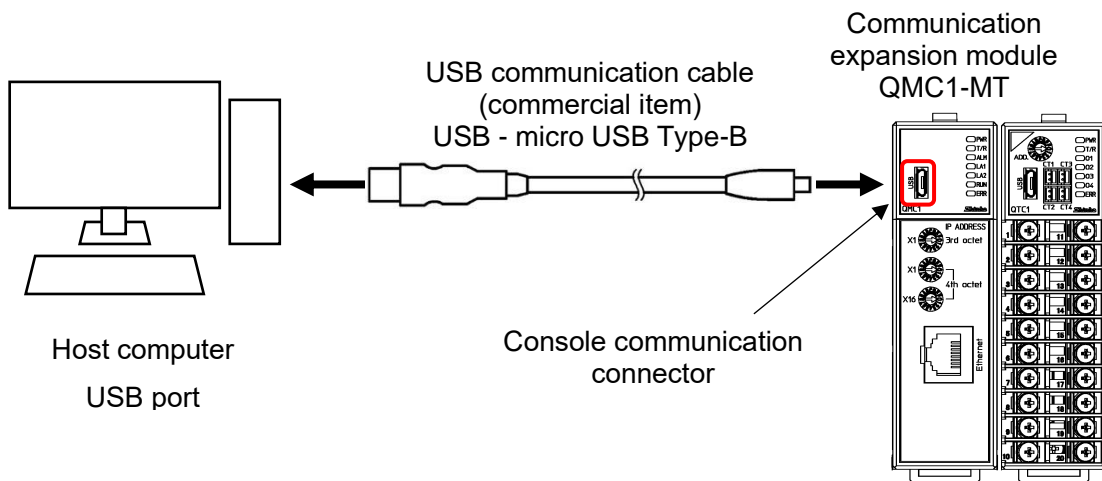 Communication
expansion module
QMC1-MT
USB communication cable
(commercial item)
USB - micro USB Type-B
Host computer
USB port
Console communication
connector
USB
PWR
T/R
ALM
LA1
LA2
RUN
ERR
QMC1
Shinko
IP ADDRESS
X1 3rd octet
X1
4th octet
X16
Ethernet
ADD.
USB
CT1 CT3
CT2 CT4
PWR
T/R
O1
O2
O3
O4
ERR
QTC1
Shinko
1 11
2 12
3 13
4 14
5 15
6 16
7 17
8 18
9 19
10 20